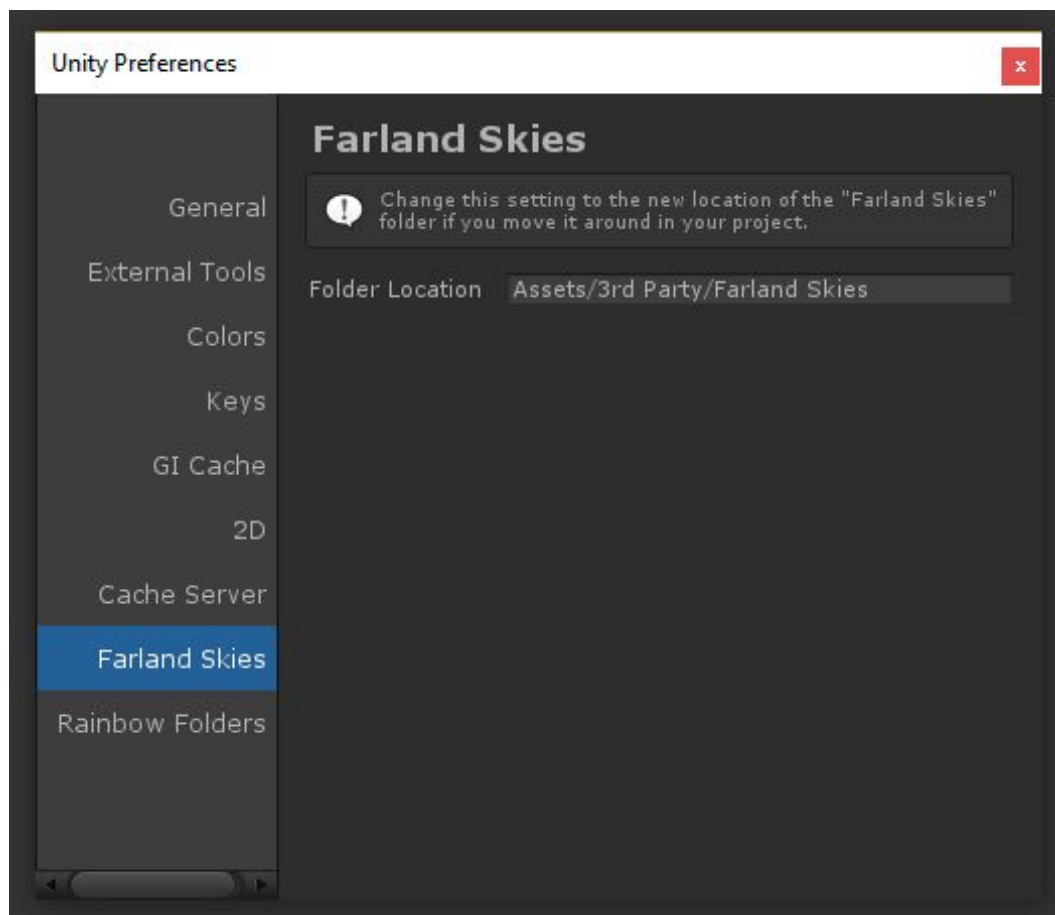 Unity Preferences
x
General
External Tools
Colors
Keys
GI Cache
2D
Cache Server
Farland Skies
Rainbow Folders
Farland Skies
Change this setting to the new location of the "Farland Skies"
folder if you move it around in your project.
Folder Location Assets/3rd Party/Farland Skies